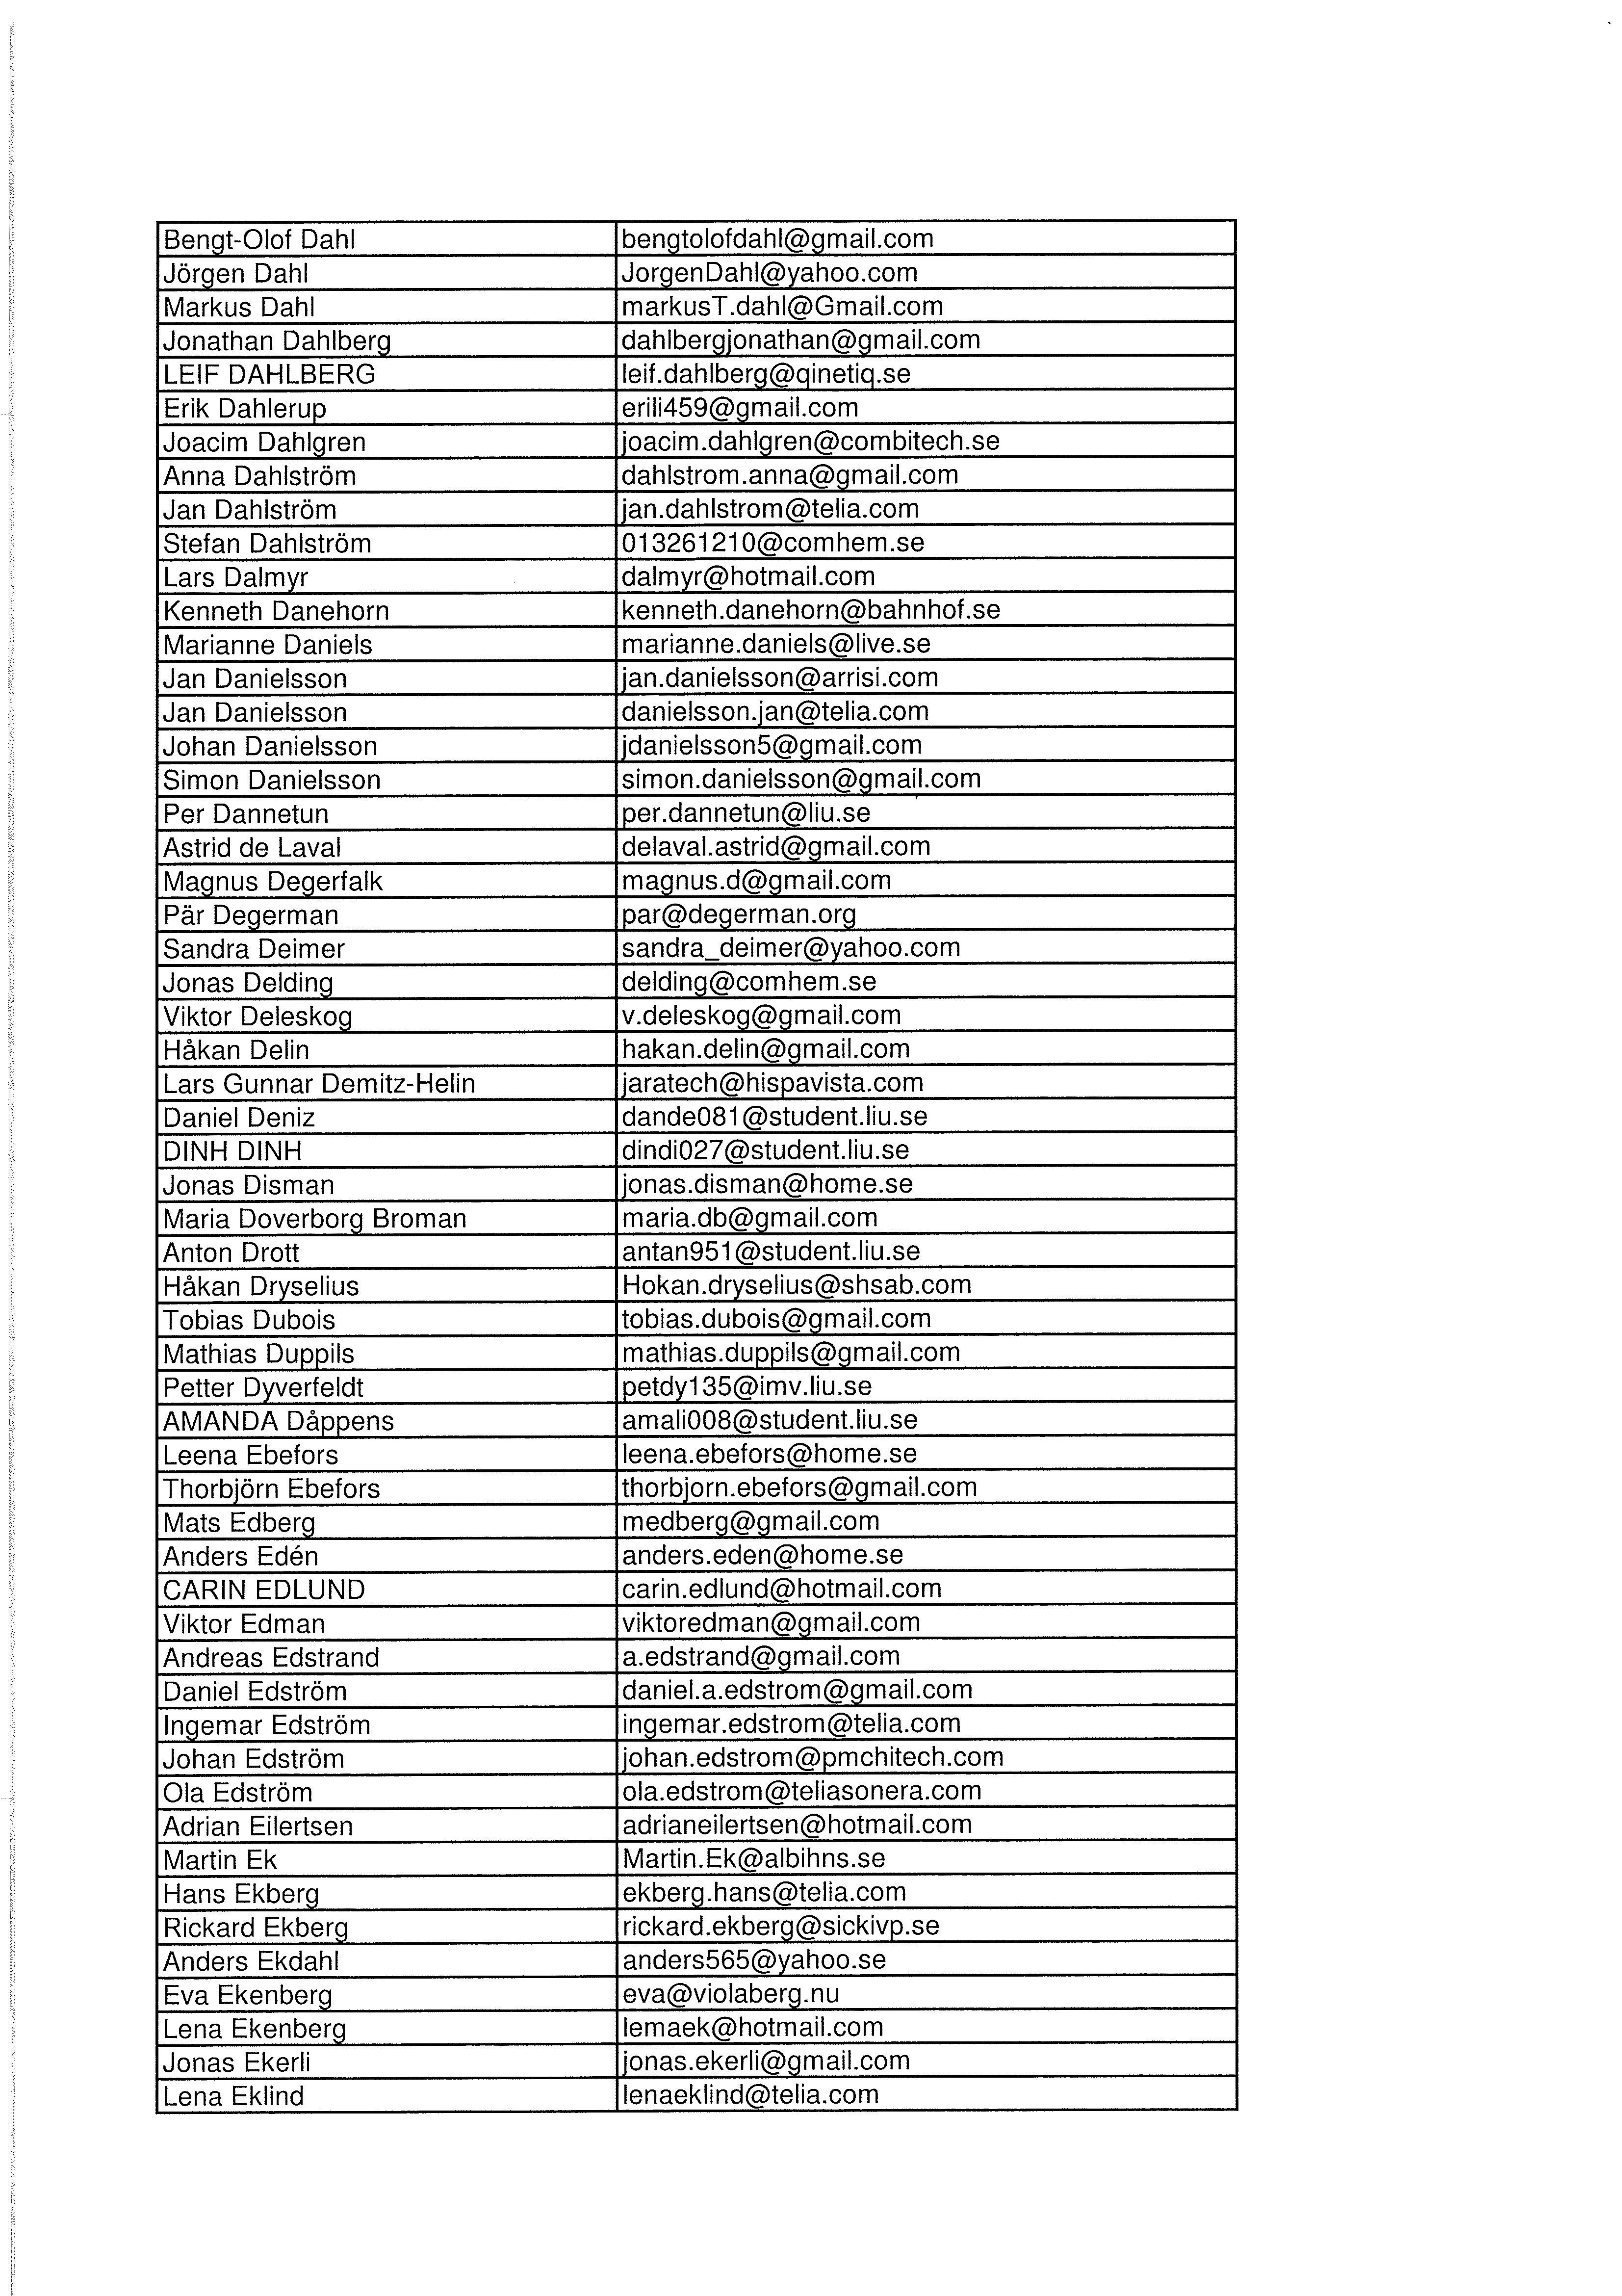 Bengt-Olof Dahl bengtolofdahl@gmail.com
Jörgen Dahl JorgenDahl@yahoo.com
Markus Dahl markusT.dahl@Gmail.com
Jonathan Dahlberg dahlbergjonathan@gmail.com
LEIF DAHLBERG leif.dahlberg@qinetiq.se
Erik Dahlerup erili459@gmail.com
Joacim Dahlgren joacim.dahlgren@combitech.se
Anna Dahlström dahlstrom.anna@gmail.com
Jan Dahlström jan.dahlstrom@telia.com
Stefan Dahlström 013261210@comhem.se
Lars Dalmyr dalmyr@hotmail.com
Kenneth Danehorn kenneth.danehorn@bahnhof.se
Marianne Daniels marianne.daniels@live.se
Jan Danielsson jan.danielsson@arrisi.com
Jan Danielsson danielsson.jan@telia.com
Johan Danielsson jdanielsson5@gmail.com
Simon Danielsson simon.danielsson@gmail.com
Per Dannetun per.dannetun@liu.se
Astrid de Laval delaval.astrid@gmail.com
Magnus Degerfalk magnus.d@gmail.com
Pär Degerman par@degerman.org
Sandra Deimer sandra_deimer@yahoo.com
Jonas Delding delding@comhem.se
Viktor Deleskog v.deleskog@gmail.com
Håkan Delin hakan.delin@gmail.com
Lars Gunnar Demitz-Helin jaratech@hispavista.com
Daniel Deniz dande081@student.liu.se
DINH DINH dindi027@student.liu.se
Jonas Disman jonas.disman@home.se
Maria Doverborg Broman maria.db@gmail.com
Anton Drott antan951@student.liu.se
Håkan Dryselius Hokan.dryselius@shsab.com
Tobias Dubois tobias.dubois@gmail.com
Mathias Duppils mathias.duppils@gmail.com
Petter Dyverfeldt petdy135@imv.liu.se
AMANDA Dåppens amali008@student.liu.se
Leena Ebefors leena.ebefors@home.se
Thorbjörn Ebefors thorbjorn.ebefors@gmail.com
Mats Edberg medberg@gmail.com
Anders Edén anders.eden@home.se
CARIN EDLUND carin.edlund@hotmail.com
Viktor Edman viktoredman@gmail.com
Andreas Edstrand a.edstrand@gmail.com
Daniel Edström daniel.a.edstrom@gmail.com
Ingemar Edström ingemar.edstrom@telia.com
Johan Edström johan.edstrom@pmchitech.com
Ola Edström ola.edstrom@teliasonera.com
Adrian Eilertsen adrianeilertsen@hotmail.com
Martin Ek Martin.Ek@albihns.se
Hans Ekberg ekberg.hans@telia.com
Rickard Ekberg rickard.ekberg@sickivp.se
Anders Ekdahl anders565@yahoo.se
Eva Ekenberg eva@violaberg.nu
Lena Ekenberg lemaek@hotmail.com
Jonas Ekerli jonas.ekerli@gmail.com
Lena Eklind lenaeklind@telia.com